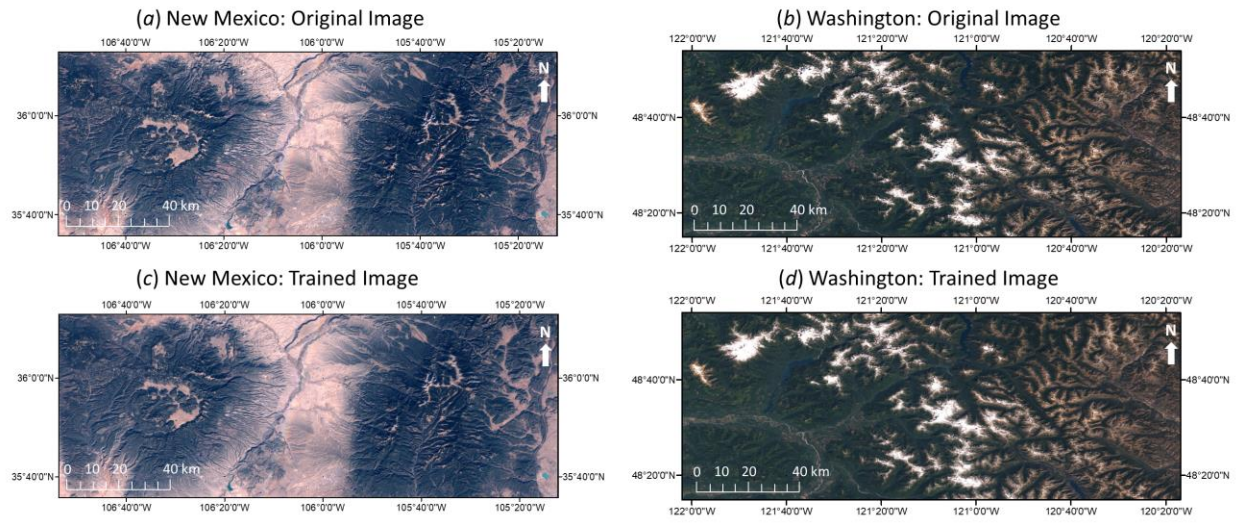 (a) New Mexico: Original Image
106°40'0"W 106°20'0"W 106°0'0"W 105°40'0"W 105°20'0"W
N
36°0'0"N 36°0'0"N
35°40'0"N 35°40'0"N
0 10 20 40 km
106°40'0"W 106°20'0"W 106°0'0"W 105°40'0"W 105°20'0"W
(b) Washington: Original Image
122°0'0"W 121°40'0"W 121°20'0"W 121°0'0"W 120°40'0"W 120°20'0"W
N
48°40'0"N 48°40'0"N
48°20'0"N 48°20'0"N
0 10 20 40 km
122°0'0"W 121°40'0"W 121°20'0"W 121°0'0"W 120°40'0"W 120°20'0"W
(c) New Mexico: Trained Image
106°40'0"W 106°20'0"W 106°0'0"W 105°40'0"W 105°20'0"W
N
36°0'0"N 36°0'0"N
35°40'0"N 35°40'0"N
0 10 20 40 km
106°40'0"W 106°20'0"W 106°0'0"W 105°40'0"W 105°20'0"W
(d) Washington: Trained Image
122°0'0"W 121°40'0"W 121°20'0"W 121°0'0"W 120°40'0"W 120°20'0"W
N
48°40'0"N 48°40'0"N
48°20'0"N 48°20'0"N
0 10 20 40 km
122°0'0"W 121°40'0"W 121°20'0"W 121°0'0"W 120°40'0"W 120°20'0"W